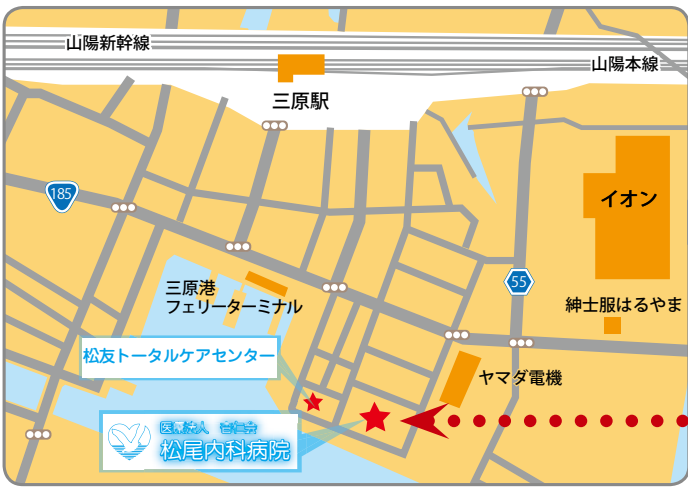 山陽新幹線
山陽本線
三原駅
185
イオン
55
三原港
フェリーターミナル
紳士服はるやま
松友トータルケアセンター
ヤマダ電機
医療法人 仁康会
松尾内科病院